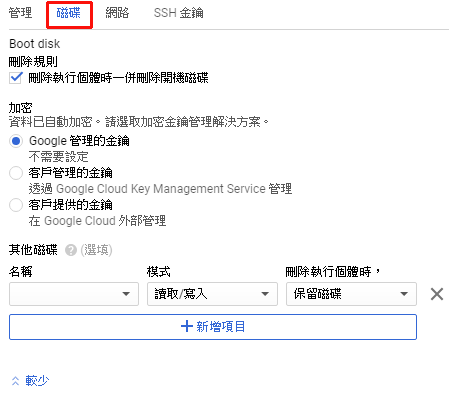 管理 磁碟 網路 SSH 金鑰
Boot disk
刪除規則
刪除執行個體時一併刪除開機磁碟
加密
資料已自動加密。請選取加密金鑰管理解決方案。
Google 管理的金鑰
不需要設定
客戶管理的金鑰
透過 Google Cloud Key Management Service 管理
客戶提供的金鑰
在 Google Cloud 外部管理
其他磁碟 ? (選填)
名稱 模式 刪除執行個體時，
讀取/寫入 保留磁碟
新增項目
較少